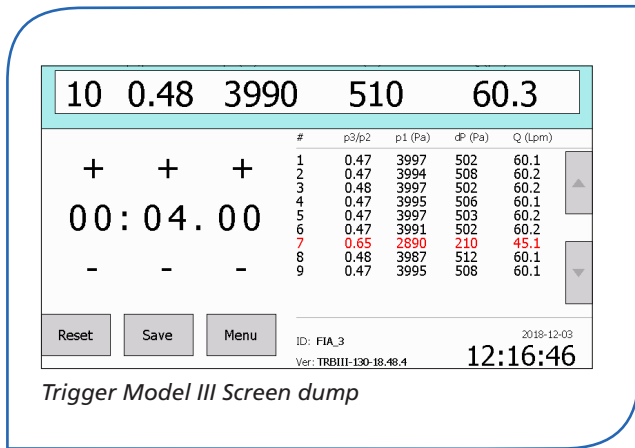 10 0.48 3990 510 60.3
# p3/p2 p1 (Pa) dP (Pa) Q (Lpm)
1 0.47 3997 502 60.1
2 0.47 3994 508 60.2
3 0.48 3997 502 60.2
4 0.47 3995 506 60.1
5 0.47 3997 503 60.2
6 0.47 3991 502 60.2
7 0.65 2890 210 45.1
8 0.48 3987 512 60.1
9 0.47 3995 508 60.1
+ + +
00:04.00
- - -
Reset Save Menu
ID: FIA_3
Ver: TRBIII-130-18.48.4
2018-12-03
12:16:46
Trigger Model III Screen dump